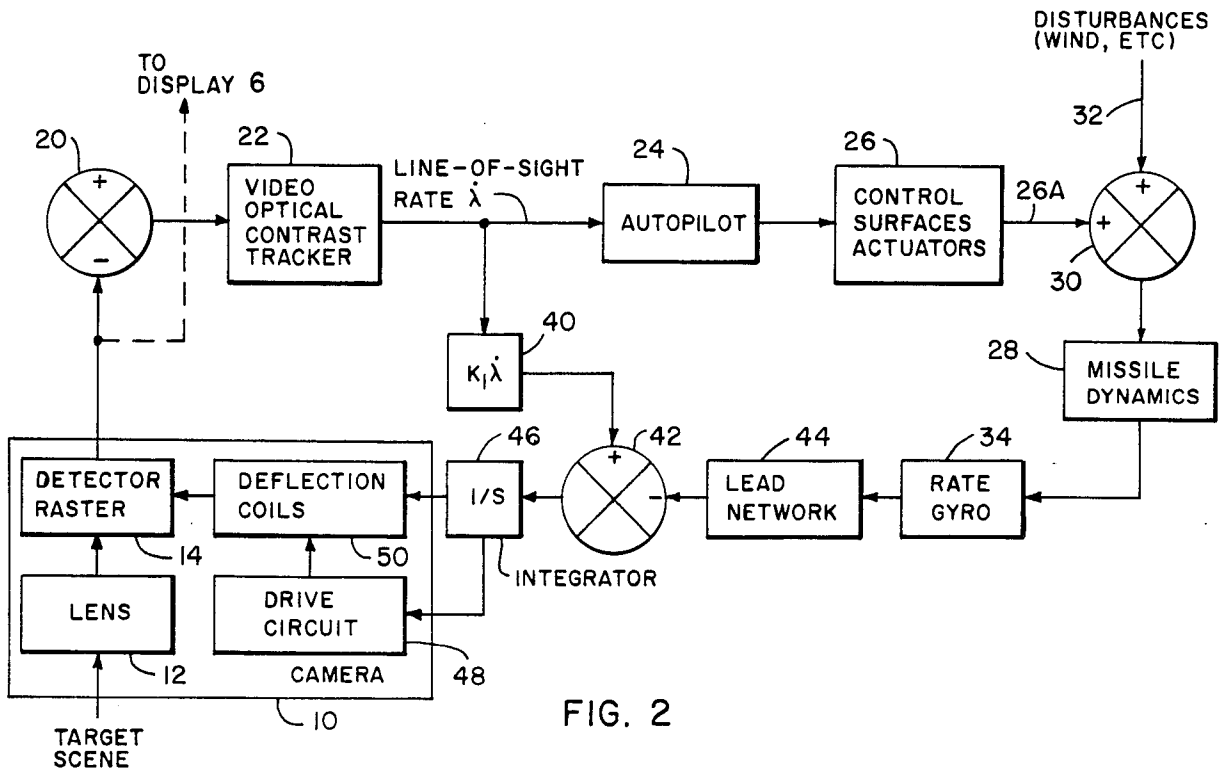 DISTURBANCES
(WIND, ETC)
TO
DISPLAY 6
32
20
+
−
22
VIDEO
OPTICAL
CONTRAST
TRACKER
LINE-OF-SIGHT
RATE λ̇
24
AUTOPILOT
26
CONTROL
SURFACES
ACTUATORS
26A
+
+
30
40
K₁λ̇
28
MISSILE
DYNAMICS
DETECTOR
RASTER
14
DEFLECTION
COILS
50
46
1/S
INTEGRATOR
42
+
−
44
LEAD
NETWORK
34
RATE
GYRO
LENS
12
DRIVE
CIRCUIT
48
CAMERA
10
TARGET
SCENE
FIG. 2